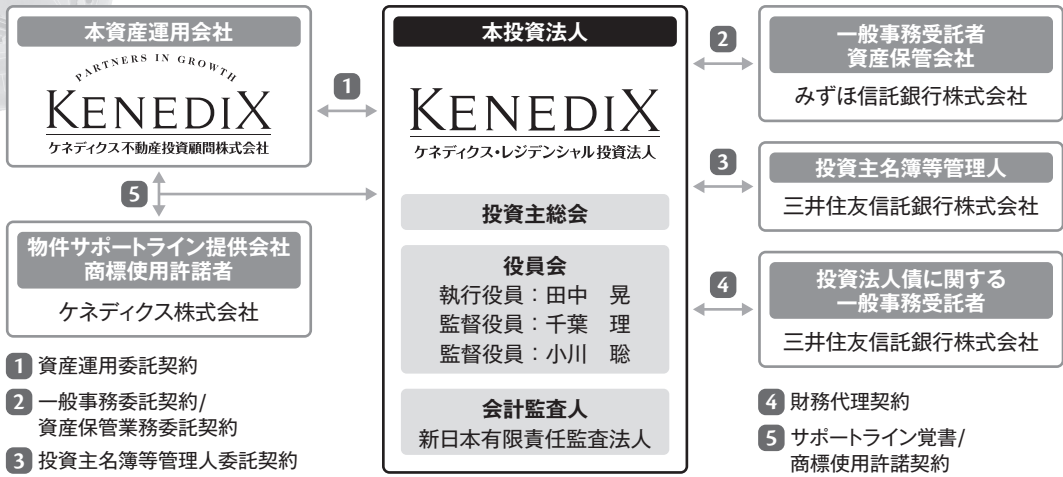 本資産運用会社
PARTNERS IN GROWTH
KENEDIX
ケネディクス不動産投資顧問株式会社
1
5
物件サポートライン提供会社
商標使用許諾者
ケネディクス株式会社
本投資法人
KENEDIX
ケネディクス・レジデンシャル投資法人
投資主総会
役員会
執行役員：田中　晃
監督役員：千葉　理
監督役員：小川　聡
会計監査人
新日本有限責任監査法人
2
一般事務受託者
資産保管会社
みずほ信託銀行株式会社
3
投資主名簿等管理人
三井住友信託銀行株式会社
4
投資法人債に関する
一般事務受託者
三井住友信託銀行株式会社
1 資産運用委託契約
2 一般事務委託契約/
資産保管業務委託契約
3 投資主名簿等管理人委託契約
4 財務代理契約
5 サポートライン覚書/
商標使用許諾契約